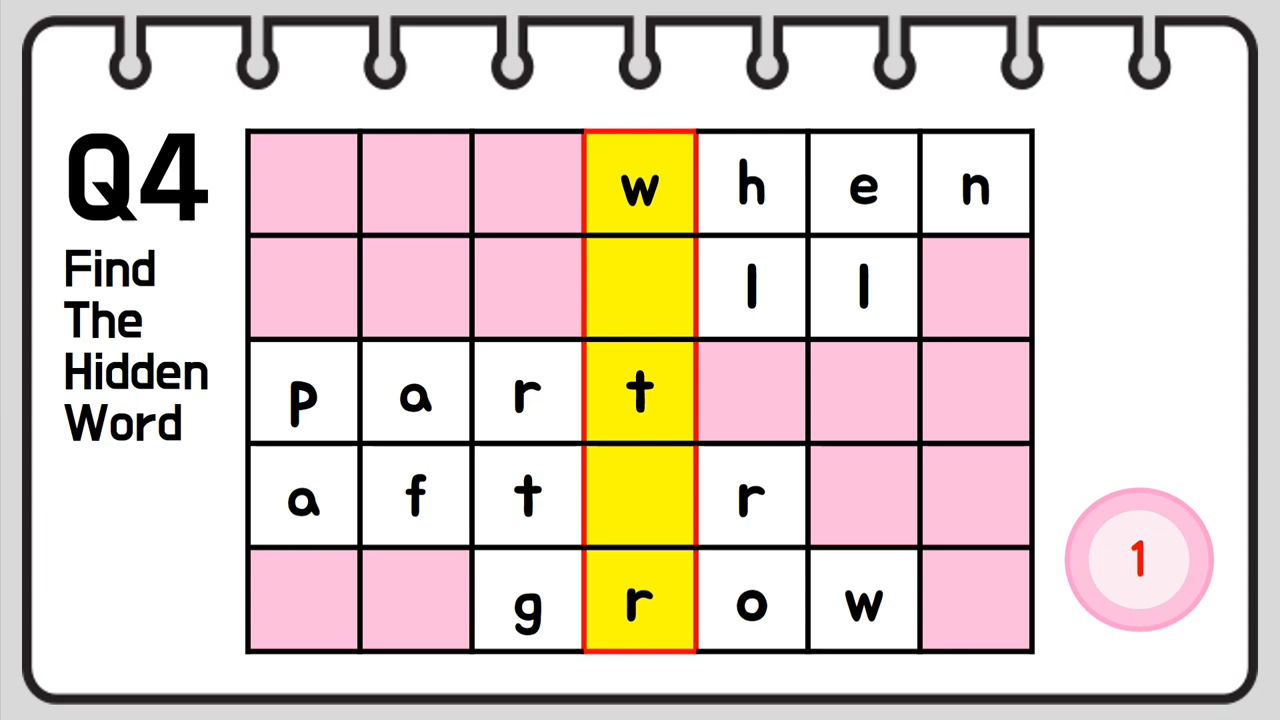 Q4
Find
The
Hidden
Word
w h e n
l l
p a r t
a f t r
g r o w
1